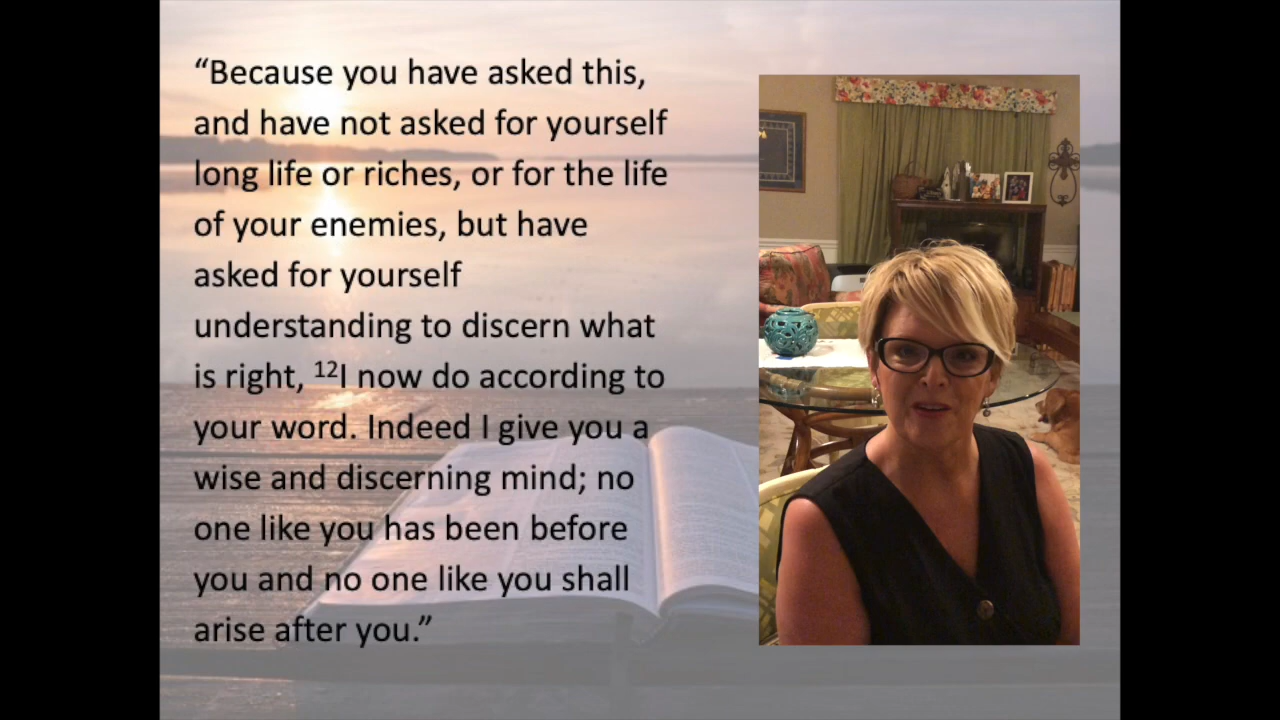 “Because you have asked this,
and have not asked for yourself
long life or riches, or for the life
of your enemies, but have
asked for yourself
understanding to discern what
is right, ¹²I now do according to
your word. Indeed I give you a
wise and discerning mind; no
one like you has been before
you and no one like you shall
arise after you.”